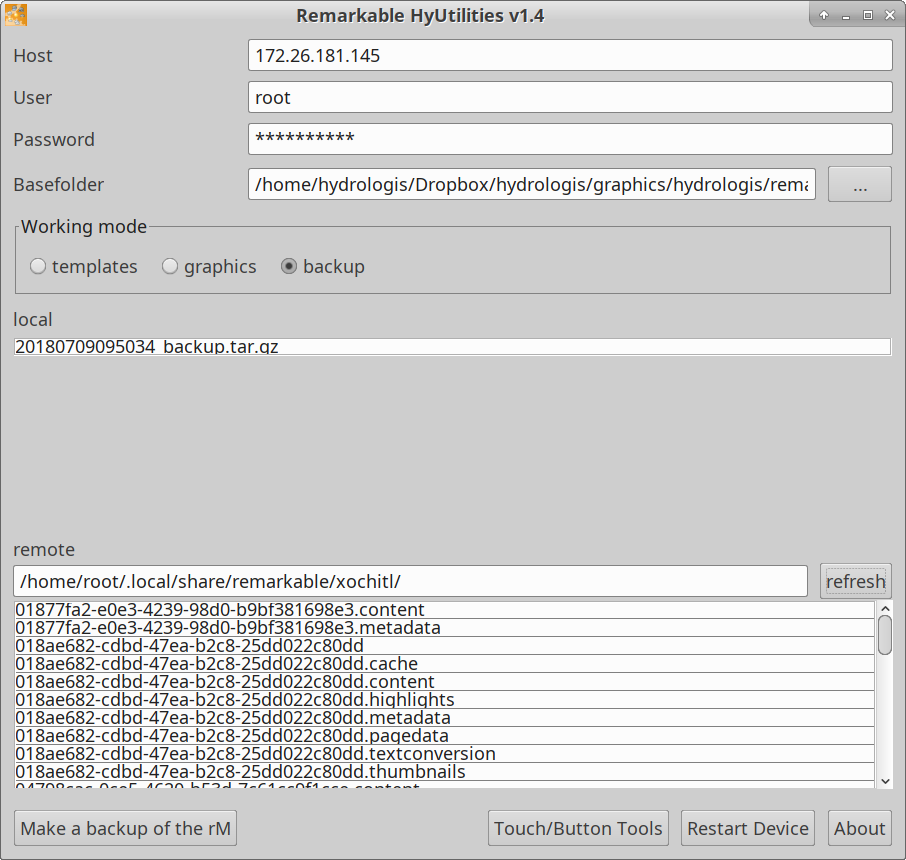 Remarkable HyUtilities v1.4
Host 172.26.181.145
User root
Password **********
Basefolder /home/hydrologis/Dropbox/hydrologis/graphics/hydrologis/rema ...
Working mode
templates graphics backup
local
20180709095034_backup.tar.gz
remote
/home/root/.local/share/remarkable/xochitl/ refresh
01877fa2-e0e3-4239-98d0-b9bf381698e3.content
01877fa2-e0e3-4239-98d0-b9bf381698e3.metadata
018ae682-cdbd-47ea-b2c8-25dd022c80dd
018ae682-cdbd-47ea-b2c8-25dd022c80dd.cache
018ae682-cdbd-47ea-b2c8-25dd022c80dd.content
018ae682-cdbd-47ea-b2c8-25dd022c80dd.highlights
018ae682-cdbd-47ea-b2c8-25dd022c80dd.metadata
018ae682-cdbd-47ea-b2c8-25dd022c80dd.pagedata
018ae682-cdbd-47ea-b2c8-25dd022c80dd.textconversion
018ae682-cdbd-47ea-b2c8-25dd022c80dd.thumbnails
Make a backup of the rM Touch/Button Tools Restart Device About